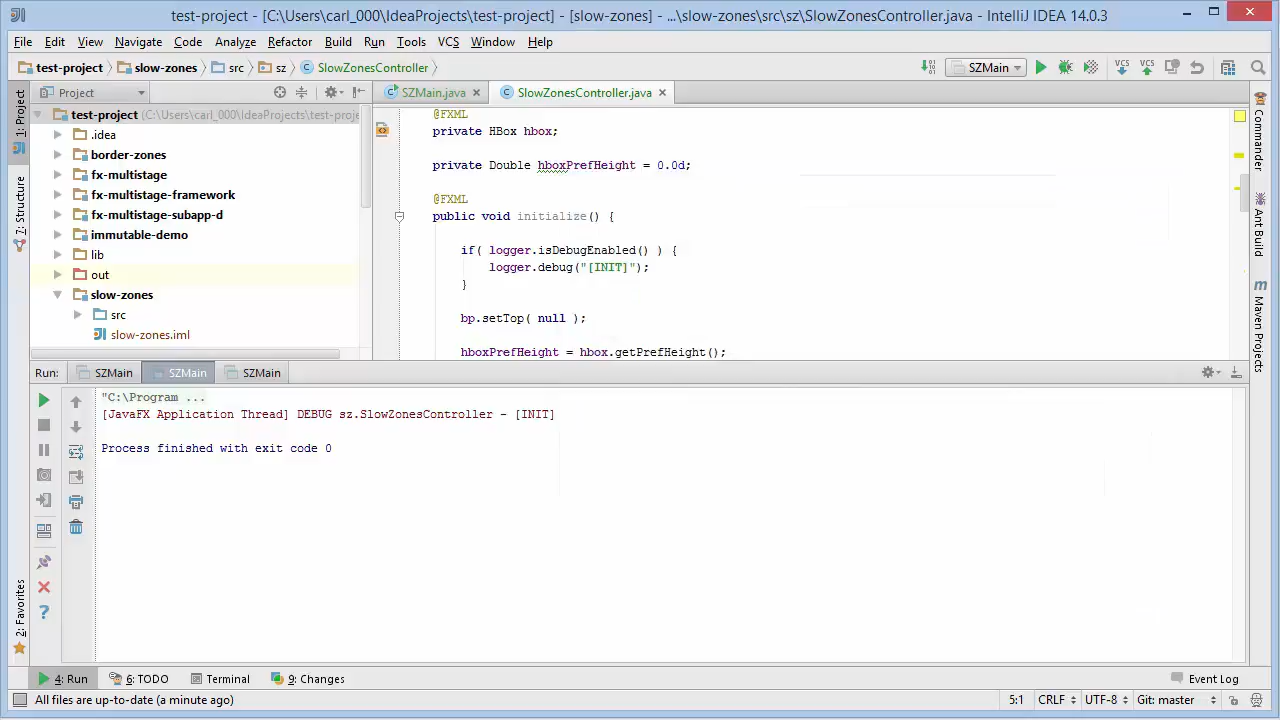 test-project - [C:\Users\carl_000\IdeaProjects\test-project] - [slow-zones] - ...\slow-zones\src\sz\SlowZonesController.java - IntelliJ IDEA 14.0.3
File Edit View Navigate Code Analyze Refactor Build Run Tools VCS Window Help
test-project slow-zones src sz SlowZonesController SZMain VCS VCS
1: Project
7: Structure
2: Favorites
Project
test-project (C:\Users\carl_000\IdeaProjects\test-proje
.idea
border-zones
fx-multistage
fx-multistage-framework
fx-multistage-subapp-d
immutable-demo
lib
out
slow-zones
src
slow-zones.iml
SZMain.java SlowZonesController.java
@FXML
private HBox hbox;
private Double hboxPrefHeight = 0.0d;
@FXML
public void initialize() {
if( logger.isDebugEnabled() ) {
logger.debug("[INIT]");
}
bp.setTop( null );
hboxPrefHeight = hbox.getPrefHeight();
Commander
Ant Build
m Maven Projects
Run: SZMain SZMain SZMain
"C:\Program ...
[JavaFX Application Thread] DEBUG sz.SlowZonesController - [INIT]
Process finished with exit code 0
4: Run 6: TODO Terminal 9: Changes Event Log
All files are up-to-date (a minute ago) 5:1 CRLF UTF-8 Git: master